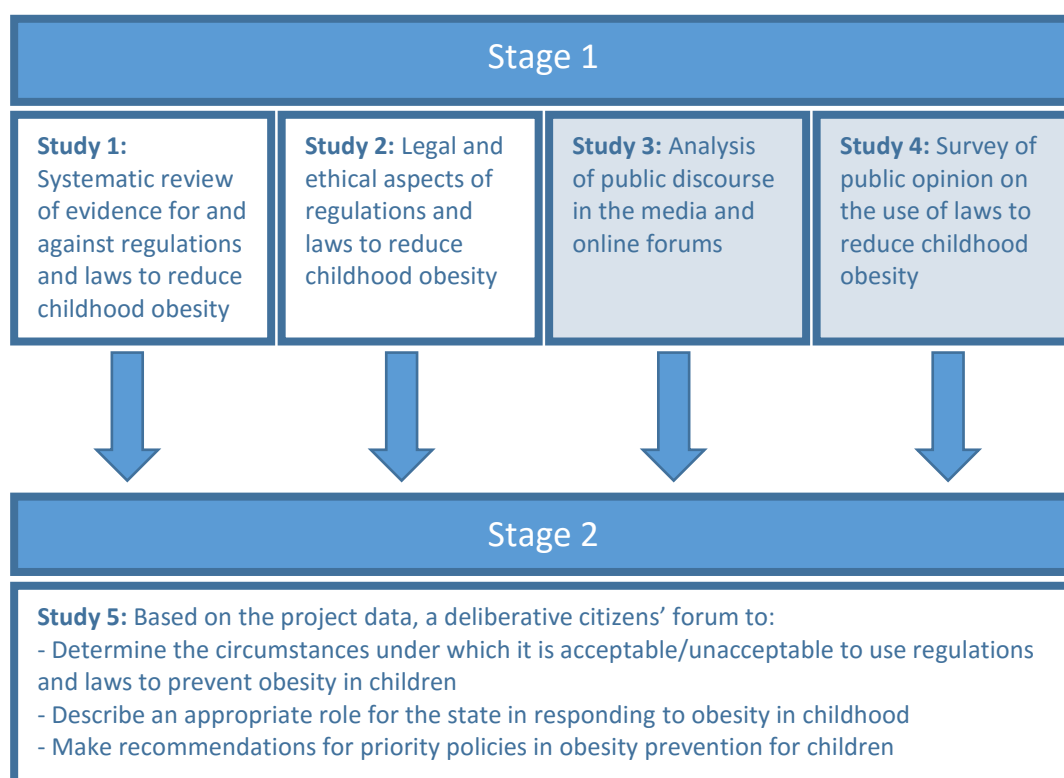 Stage 1
Study 1:
Systematic review
of evidence for and
against regulations
and laws to reduce
childhood obesity
Study 2: Legal and
ethical aspects of
regulations and
laws to reduce
childhood obesity
Study 3: Analysis
of public discourse
in the media and
online forums
Study 4: Survey of
public opinion on
the use of laws to
reduce childhood
obesity
Stage 2
Study 5: Based on the project data, a deliberative citizens’ forum to:
- Determine the circumstances under which it is acceptable/unacceptable to use regulations
and laws to prevent obesity in children
- Describe an appropriate role for the state in responding to obesity in childhood
- Make recommendations for priority policies in obesity prevention for children